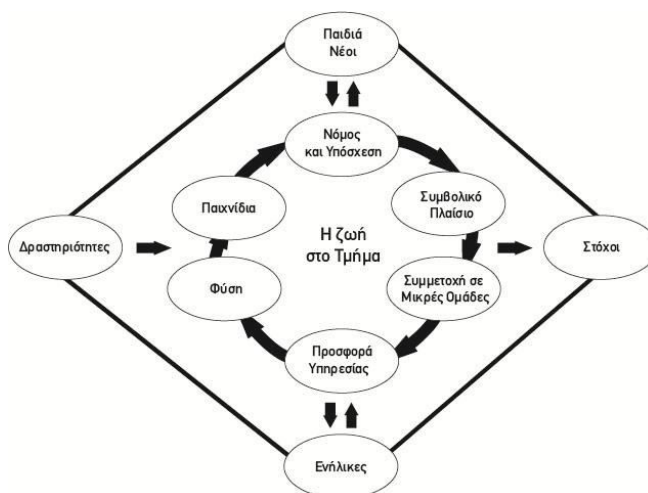 Παιδιά
Νέοι
Νόμος
και Υπόσχεση
Παιχνίδια
Συμβολικό
Πλαίσιο
Η ζωή
στο Τμήμα
Δραστηριότητες
Στόχοι
Φύση
Συμμετοχή σε
Μικρές Ομάδες
Προσφορά
Υπηρεσίας
Ενήλικες